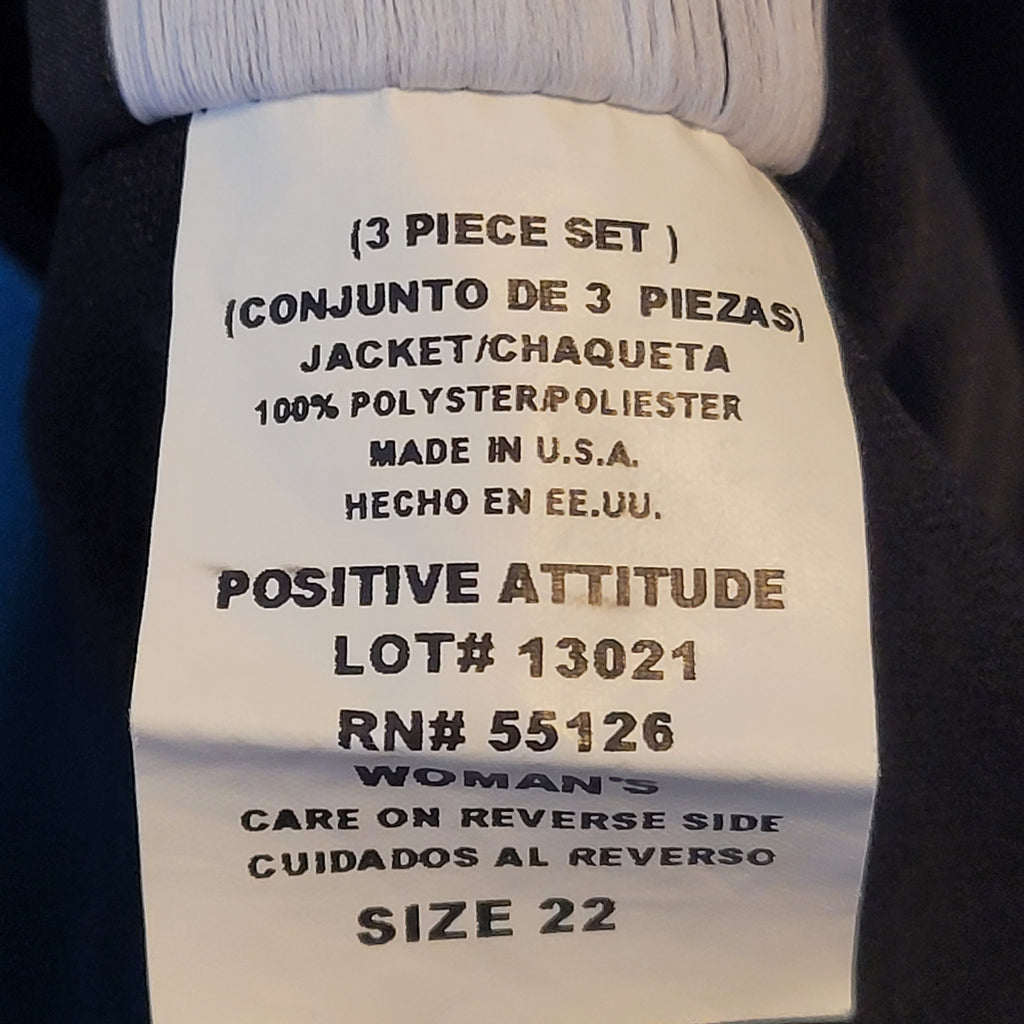 (3 PIECE SET )
(CONJUNTO DE 3 PIEZAS)
JACKET/CHAQUETA
100% POLYSTER/POLIESTER
MADE IN U.S.A.
HECHO EN EE.UU.
POSITIVE ATTITUDE
LOT# 13021
RN# 55126
WOMAN'S
CARE ON REVERSE SIDE
CUIDADOS AL REVERSO
SIZE 22